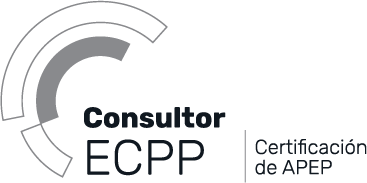 Consultor
ECPP
Certificación
de APEP